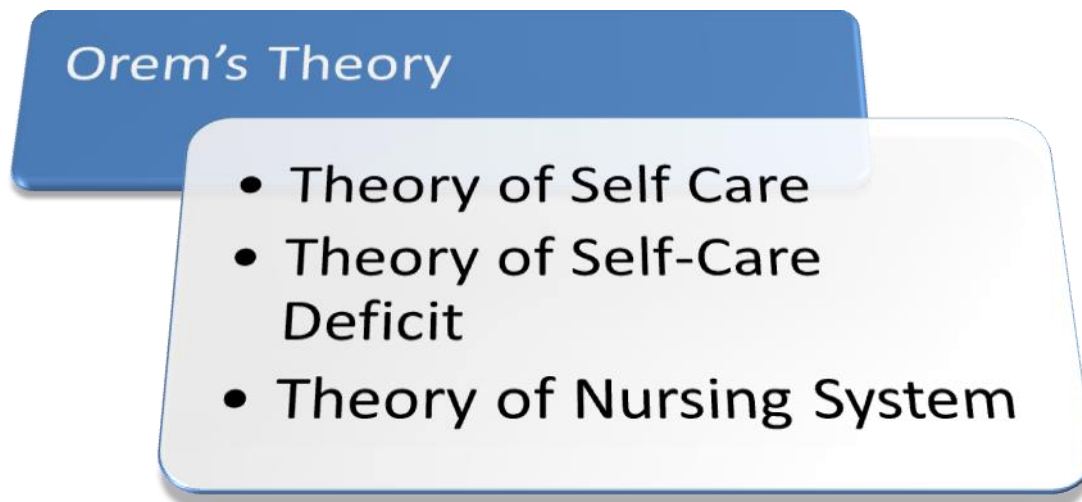 Orem's Theory
• Theory of Self Care
• Theory of Self-Care
Deficit
• Theory of Nursing System